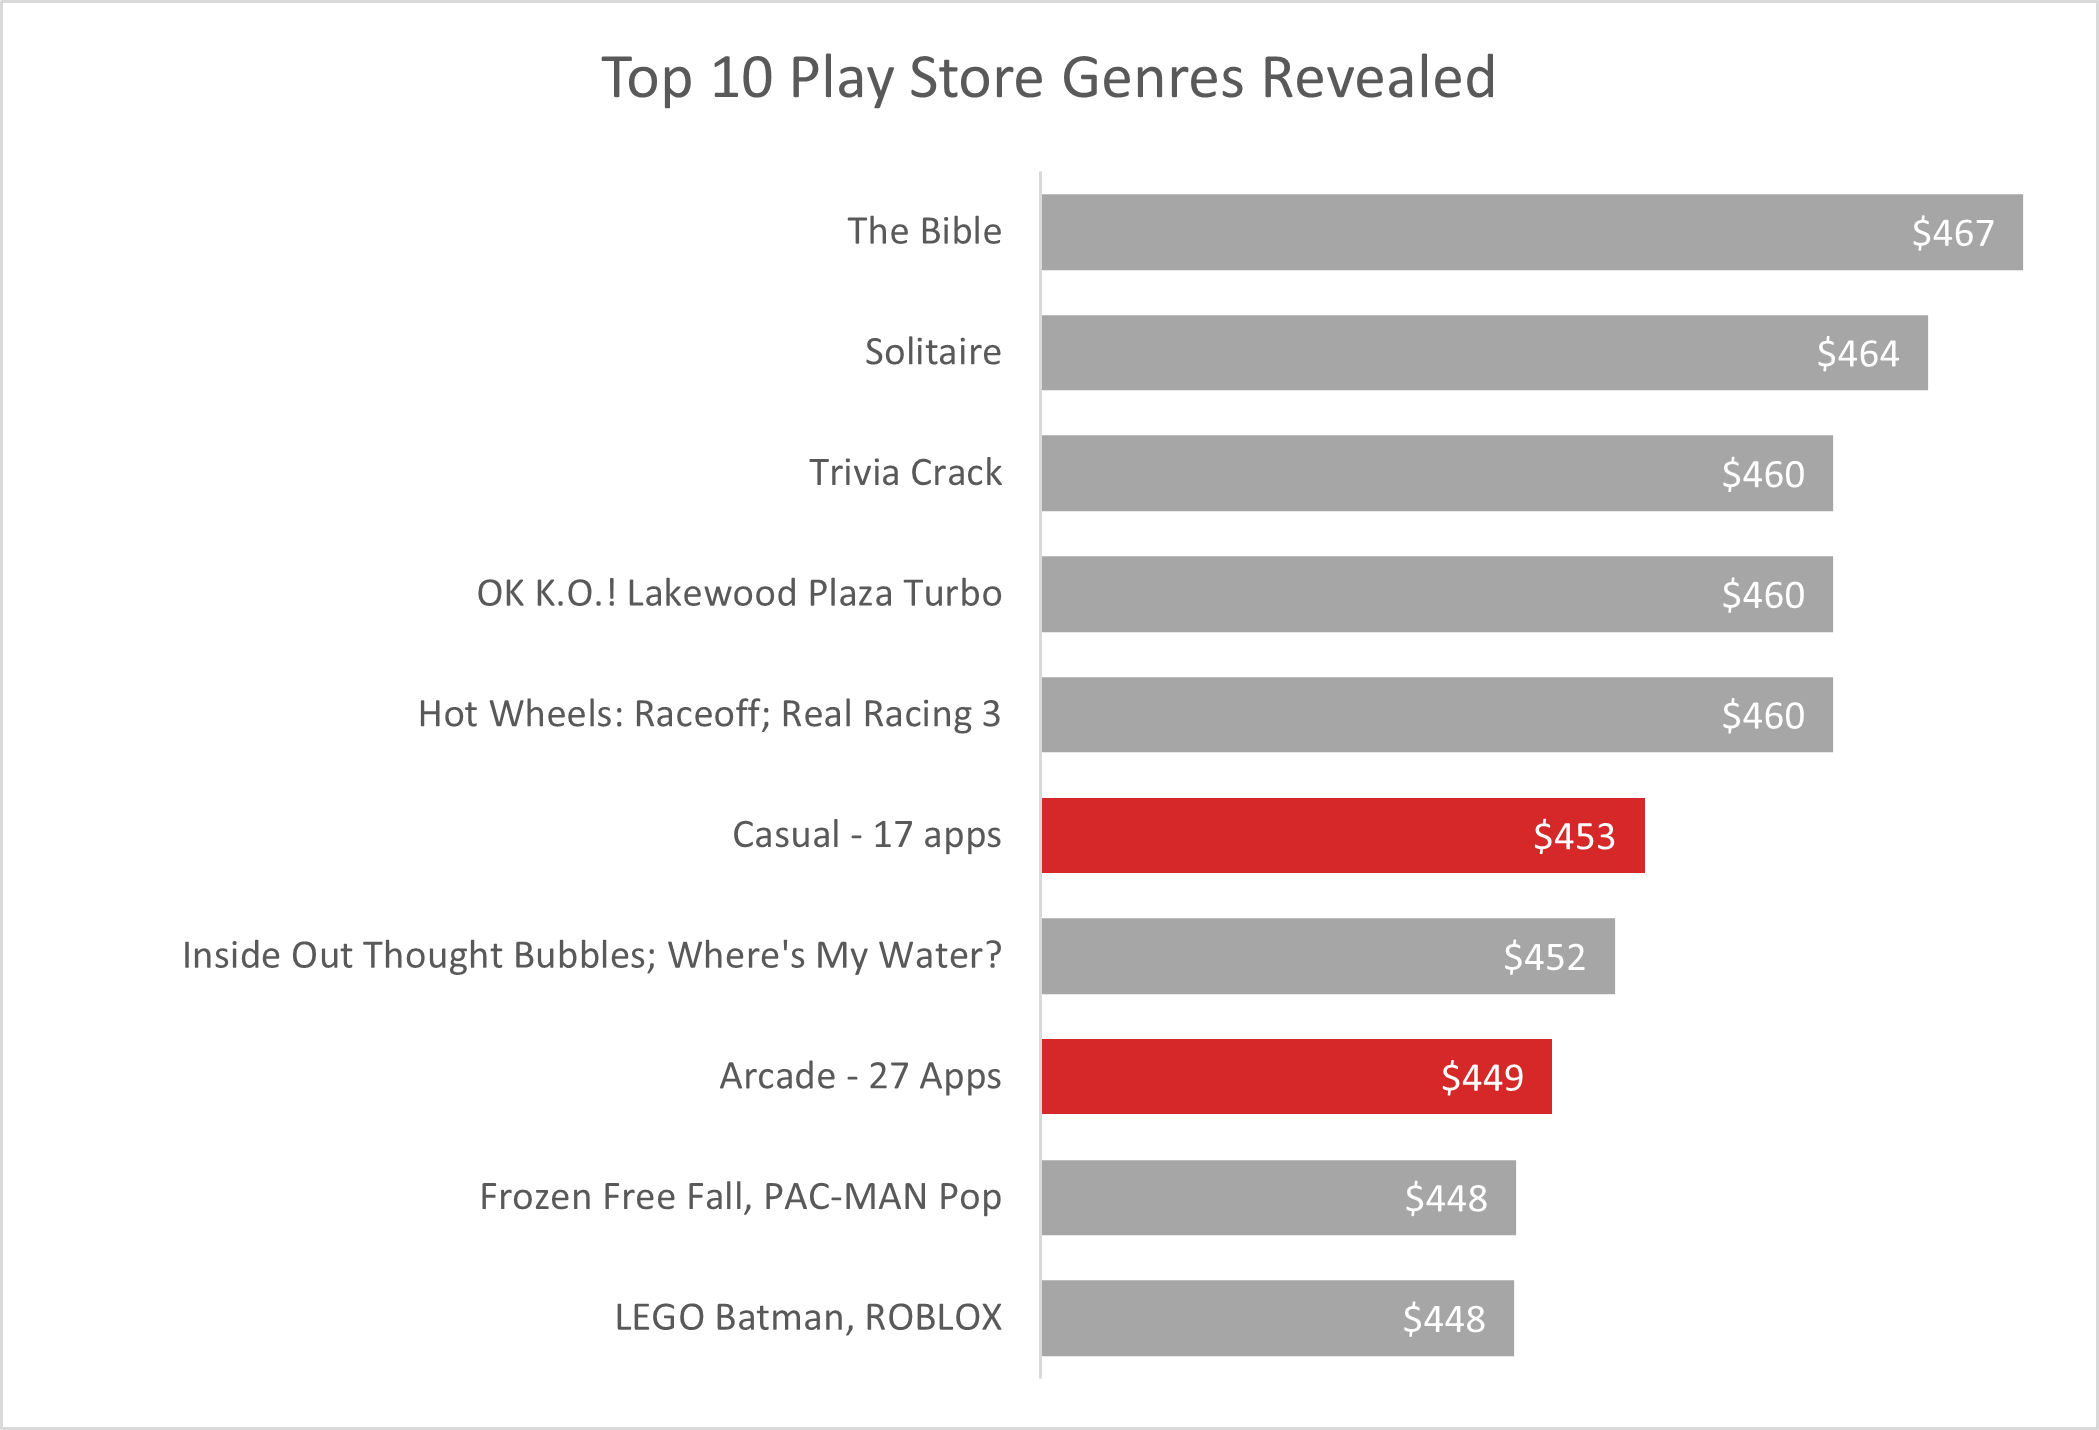 Top 10 Play Store Genres Revealed
The Bible $467
Solitaire $464
Trivia Crack $460
OK K.O.! Lakewood Plaza Turbo $460
Hot Wheels: Raceoff; Real Racing 3 $460
Casual - 17 apps $453
Inside Out Thought Bubbles; Where's My Water? $452
Arcade - 27 Apps $449
Frozen Free Fall, PAC-MAN Pop $448
LEGO Batman, ROBLOX $448